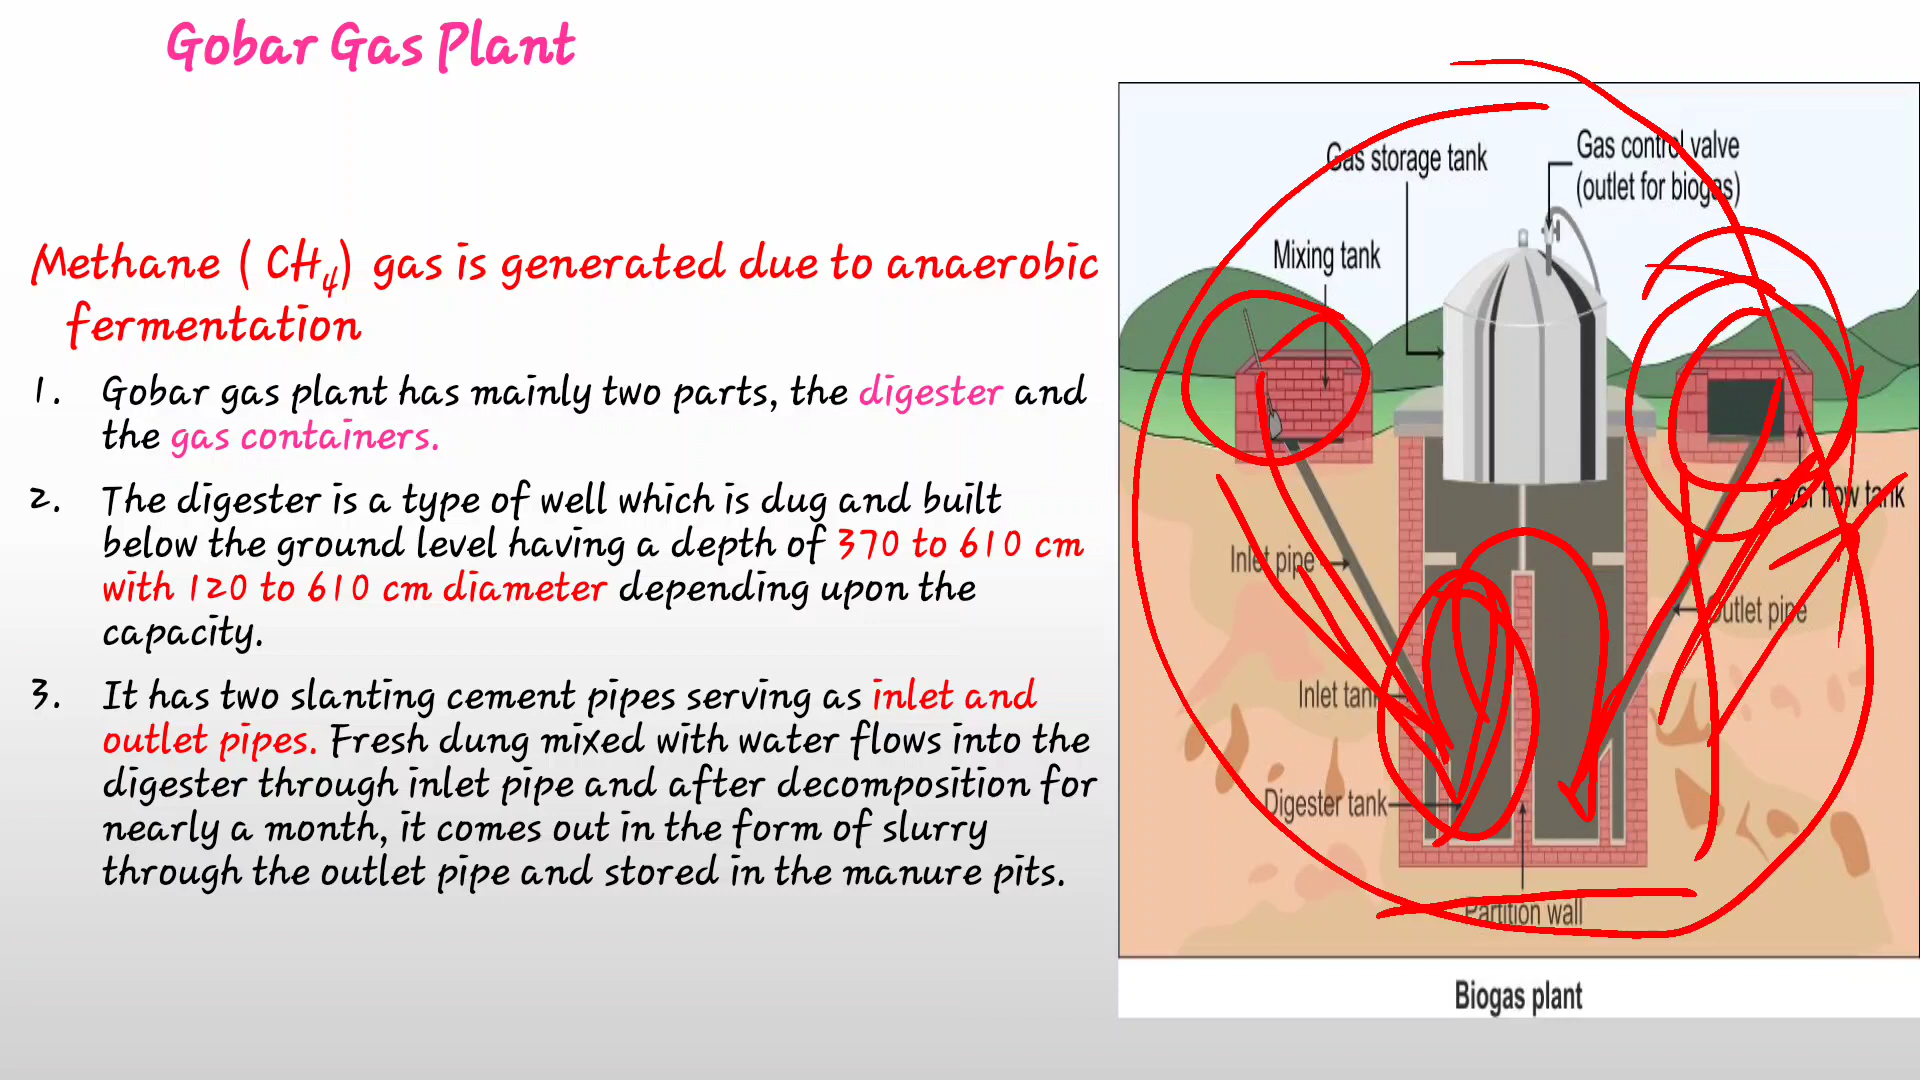 Gobar Gas Plant
Methane ( CH4) gas is generated due to anaerobic
fermentation
1. Gobar gas plant has mainly two parts, the digester and
the gas containers.
2. The digester is a type of well which is dug and built
below the ground level having a depth of 370 to 610 cm
with 120 to 610 cm diameter depending upon the
capacity.
3. It has two slanting cement pipes serving as inlet and
outlet pipes. Fresh dung mixed with water flows into the
digester through inlet pipe and after decomposition for
nearly a month, it comes out in the form of slurry
through the outlet pipe and stored in the manure pits.
Gas storage tank
Gas control valve
(outlet for biogas)
Mixing tank
Over flow tank
Inlet pipe
Outlet pipe
Inlet tank
Digester tank
Partition wall
Biogas plant